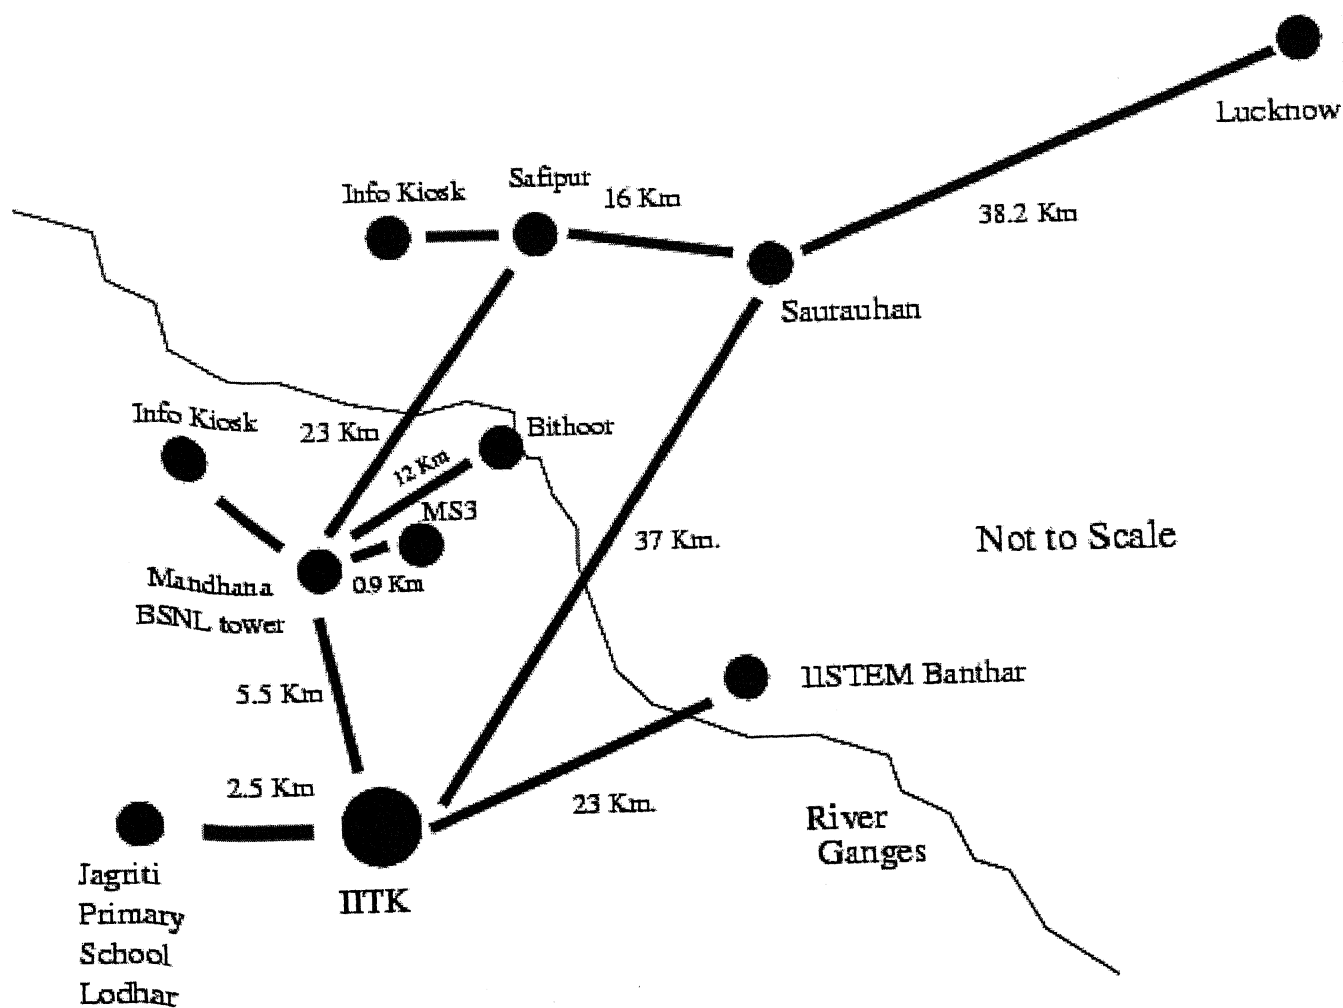 Lucknow
Safipur
Info Kiosk
16 Km
38.2 Km
Saurauhan
Info Kiosk
23 Km
Bithoor
12 Km
MS3
37 Km.
Not to Scale
Mandhana
BSNL tower
0.9 Km
IISTEM Banthar
5.5 Km
2.5 Km
23 Km.
River
Ganges
Jagriti
Primary
School
Lodhar
IITK